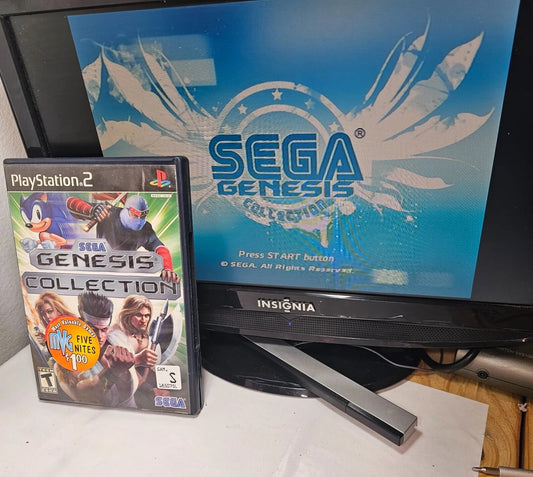 SEGA®
GENESIS
COLLECTION
Press START button
© SEGA. All Rights Reserved.
INSIGNIA
PlayStation®2
SEGA
GENESIS
COLLECTION
FIVE
NITES
$1.00
T
GAM.
S
SEGA